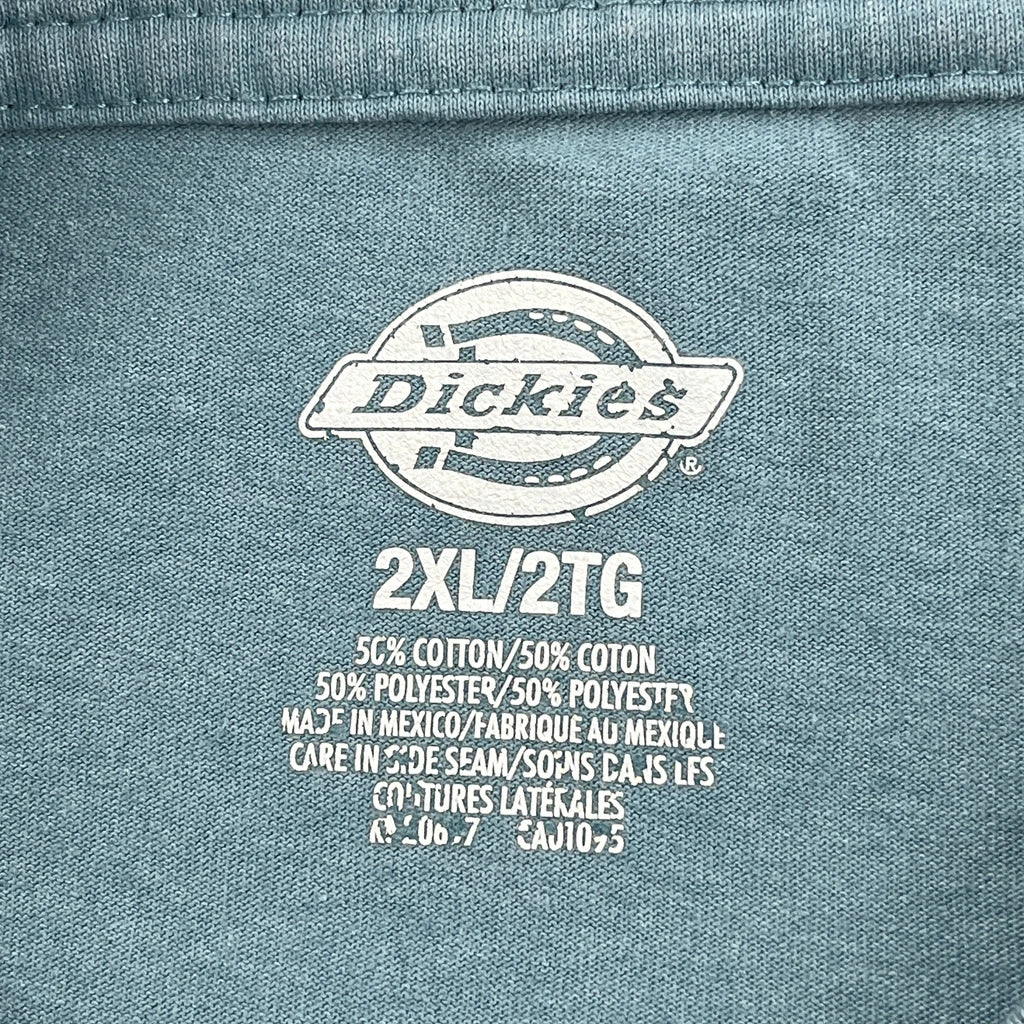 Dickies
®
2XL/2TG
50% COTTON/50% COTON
50% POLYESTER/50% POLYESTER
MADE IN MEXICO/FABRIQUE AU MEXIQUE
CARE IN SIDE SEAM/SOINS DANS LES
COUTURES LATÉRALES